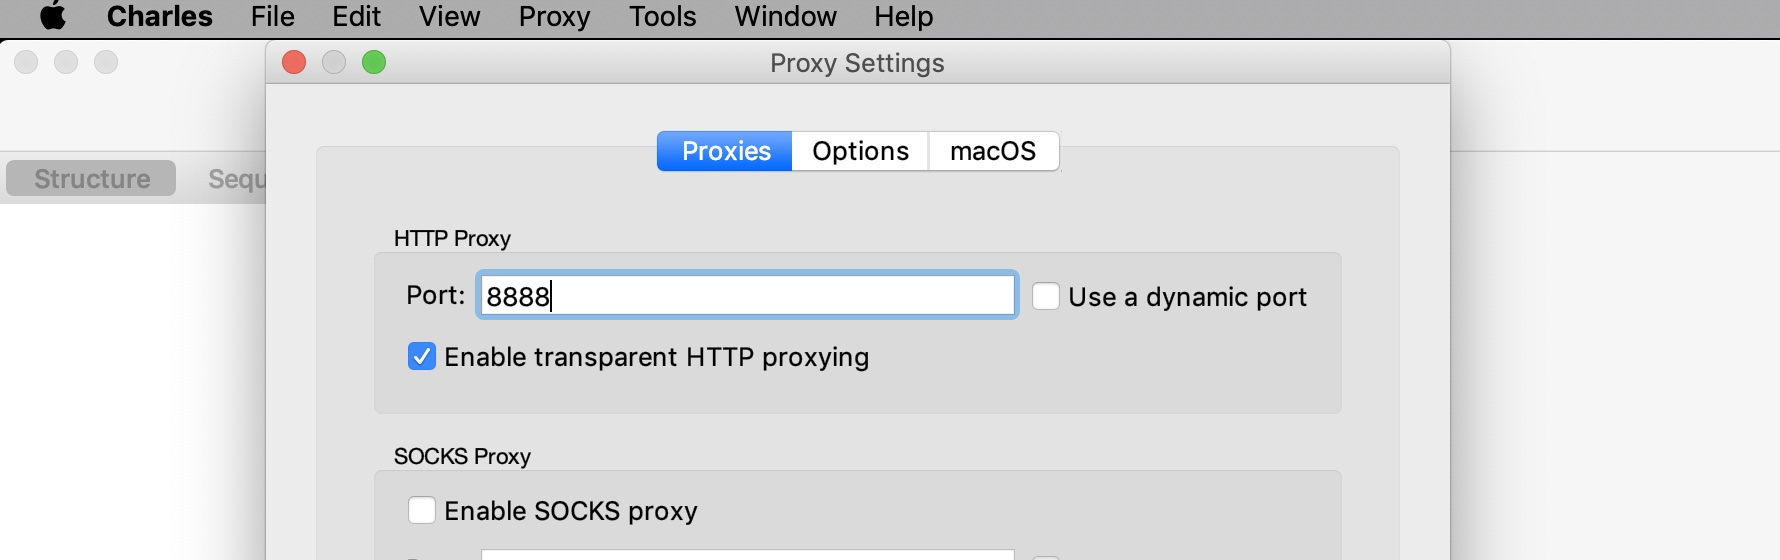 Charles File Edit View Proxy Tools Window Help
Proxy Settings
Proxies Options macOS
Structure
HTTP Proxy
Port: 8888 Use a dynamic port
Enable transparent HTTP proxying
SOCKS Proxy
Enable SOCKS proxy